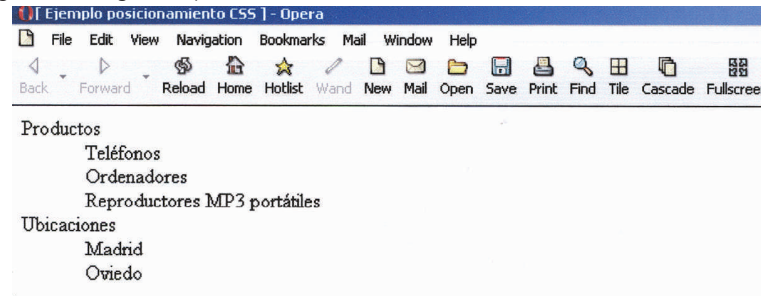 [ Ejemplo posicionamiento CSS ] - Opera
File Edit View Navigation Bookmarks Mail Window Help
Back Forward Reload Home Hotlist Wand New Mail Open Save Print Find Tile Cascade Fullscree
Productos
Teléfonos
Ordenadores
Reproductores MP3 portátiles
Ubicaciones
Madrid
Oviedo